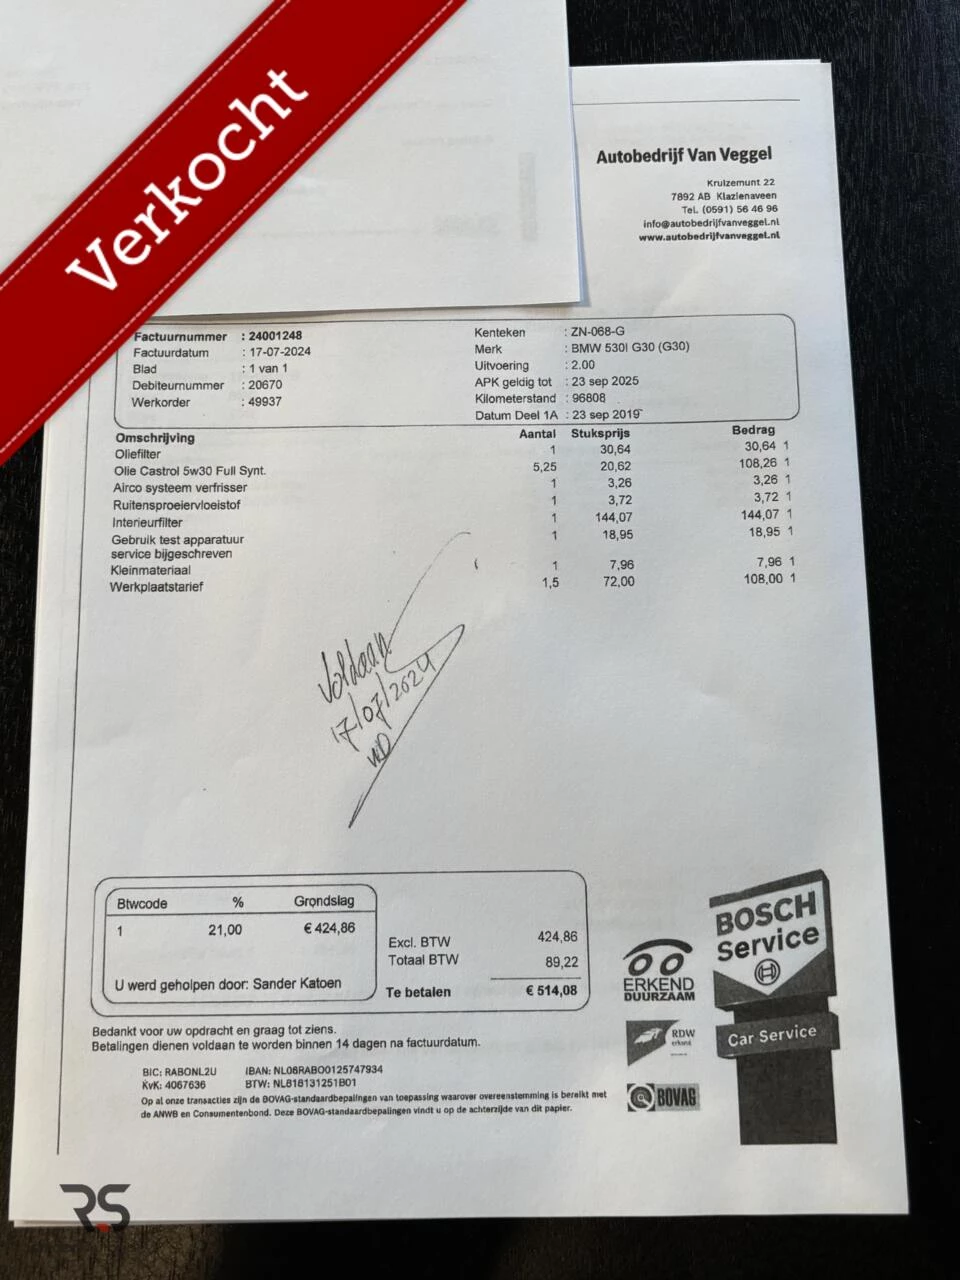 Verkocht
Autobedrijf Van Veggel
Kruizemunt 22
7892 AB Klazienaveen
Tel. (0591) 56 46 96
info@autobedrijfvanveggel.nl
www.autobedrijfvanveggel.nl
Factuurnummer : 24001248
Factuurdatum : 17-07-2024
Blad : 1 van 1
Debiteurnummer : 20670
Werkorder : 49937
Kenteken : ZN-068-G
Merk : BMW 530I G30 (G30)
Uitvoering : 2.00
APK geldig tot : 23 sep 2025
Kilometerstand : 96808
Datum Deel 1A : 23 sep 2019
Omschrijving Aantal Stuksprijs Bedrag
Oliefilter 1 30,64 30,64 1
Olie Castrol 5w30 Full Synt. 5,25 20,62 108,26 1
Airco systeem verfrisser 1 3,26 3,26 1
Ruitensproeiervloeistof 1 3,72 3,72 1
Interieurfilter 1 144,07 144,07 1
Gebruik test apparatuur 1 18,95 18,95 1
service bijgeschreven
Kleinmateriaal 1 7,96 7,96 1
Werkplaatstarief 1,5 72,00 108,00 1
Voldaan
17/07/2024
Btwcode % Grondslag
1 21,00 € 424,86
U werd geholpen door: Sander Katoen
Excl. BTW 424,86
Totaal BTW 89,22
Te betalen € 514,08
Bedankt voor uw opdracht en graag tot ziens.
Betalingen dienen voldaan te worden binnen 14 dagen na factuurdatum.
BIC: RABONL2U IBAN: NL06RABO0125747934
KvK: 4067636 BTW: NL818131251B01
Op al onze transacties zijn de BOVAG-standaardbepalingen van toepassing waarover overeenstemming is bereikt met
de ANWB en Consumentenbond. Deze BOVAG-standaardbepalingen vindt u op de achterzijde van dit papier.
ERKEND
DUURZAAM
RDW
erkend
BOVAG
BOSCH
Service
Car Service
RS